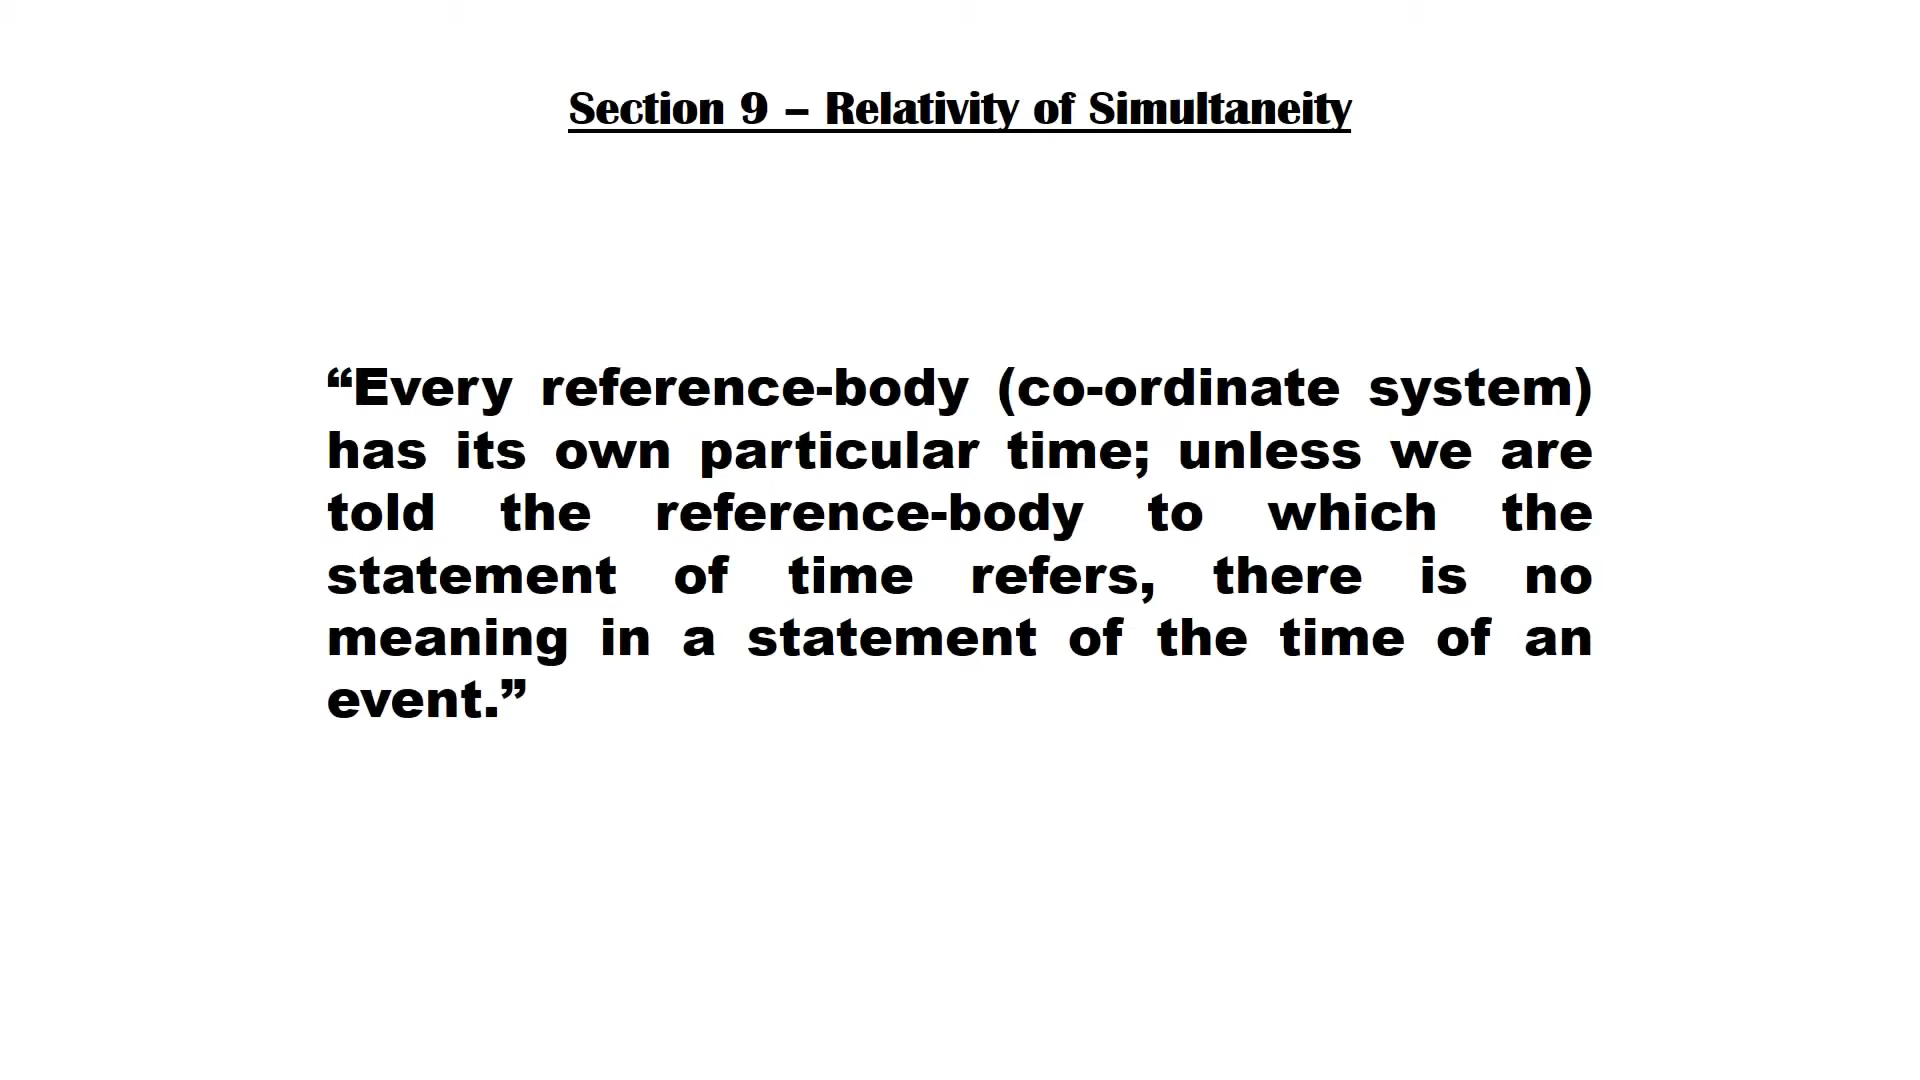 Section 9 – Relativity of Simultaneity
“Every reference-body (co-ordinate system)
has its own particular time; unless we are
told the reference-body to which the
statement of time refers, there is no
meaning in a statement of the time of an
event.”